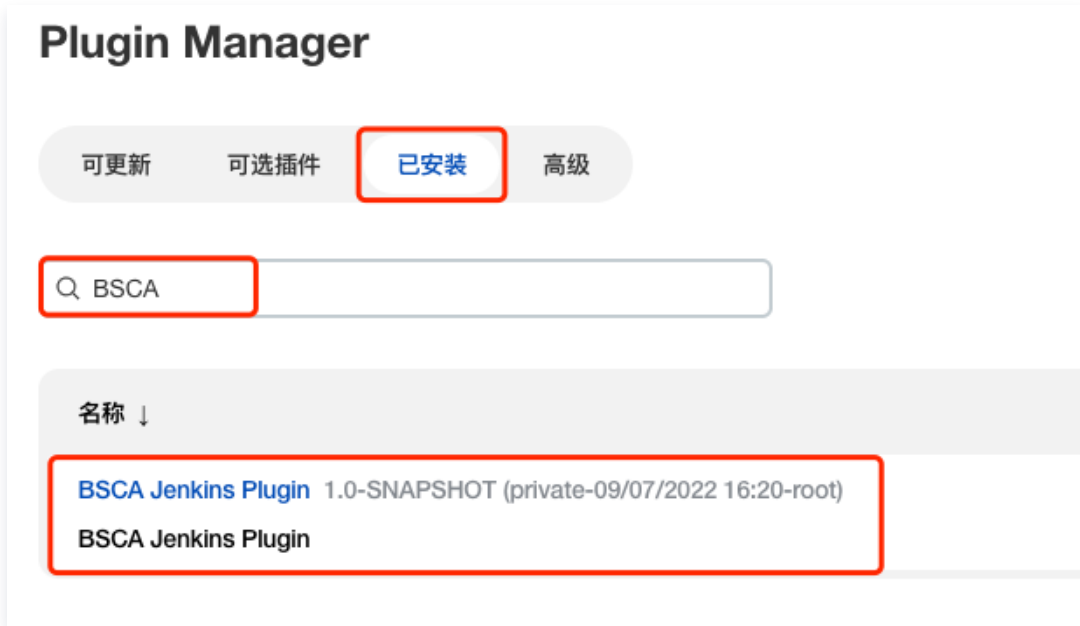 Plugin Manager
可更新 可选插件 已安装 高级
BSCA
名称 ↓
BSCA Jenkins Plugin 1.0-SNAPSHOT (private-09/07/2022 16:20-root)
BSCA Jenkins Plugin